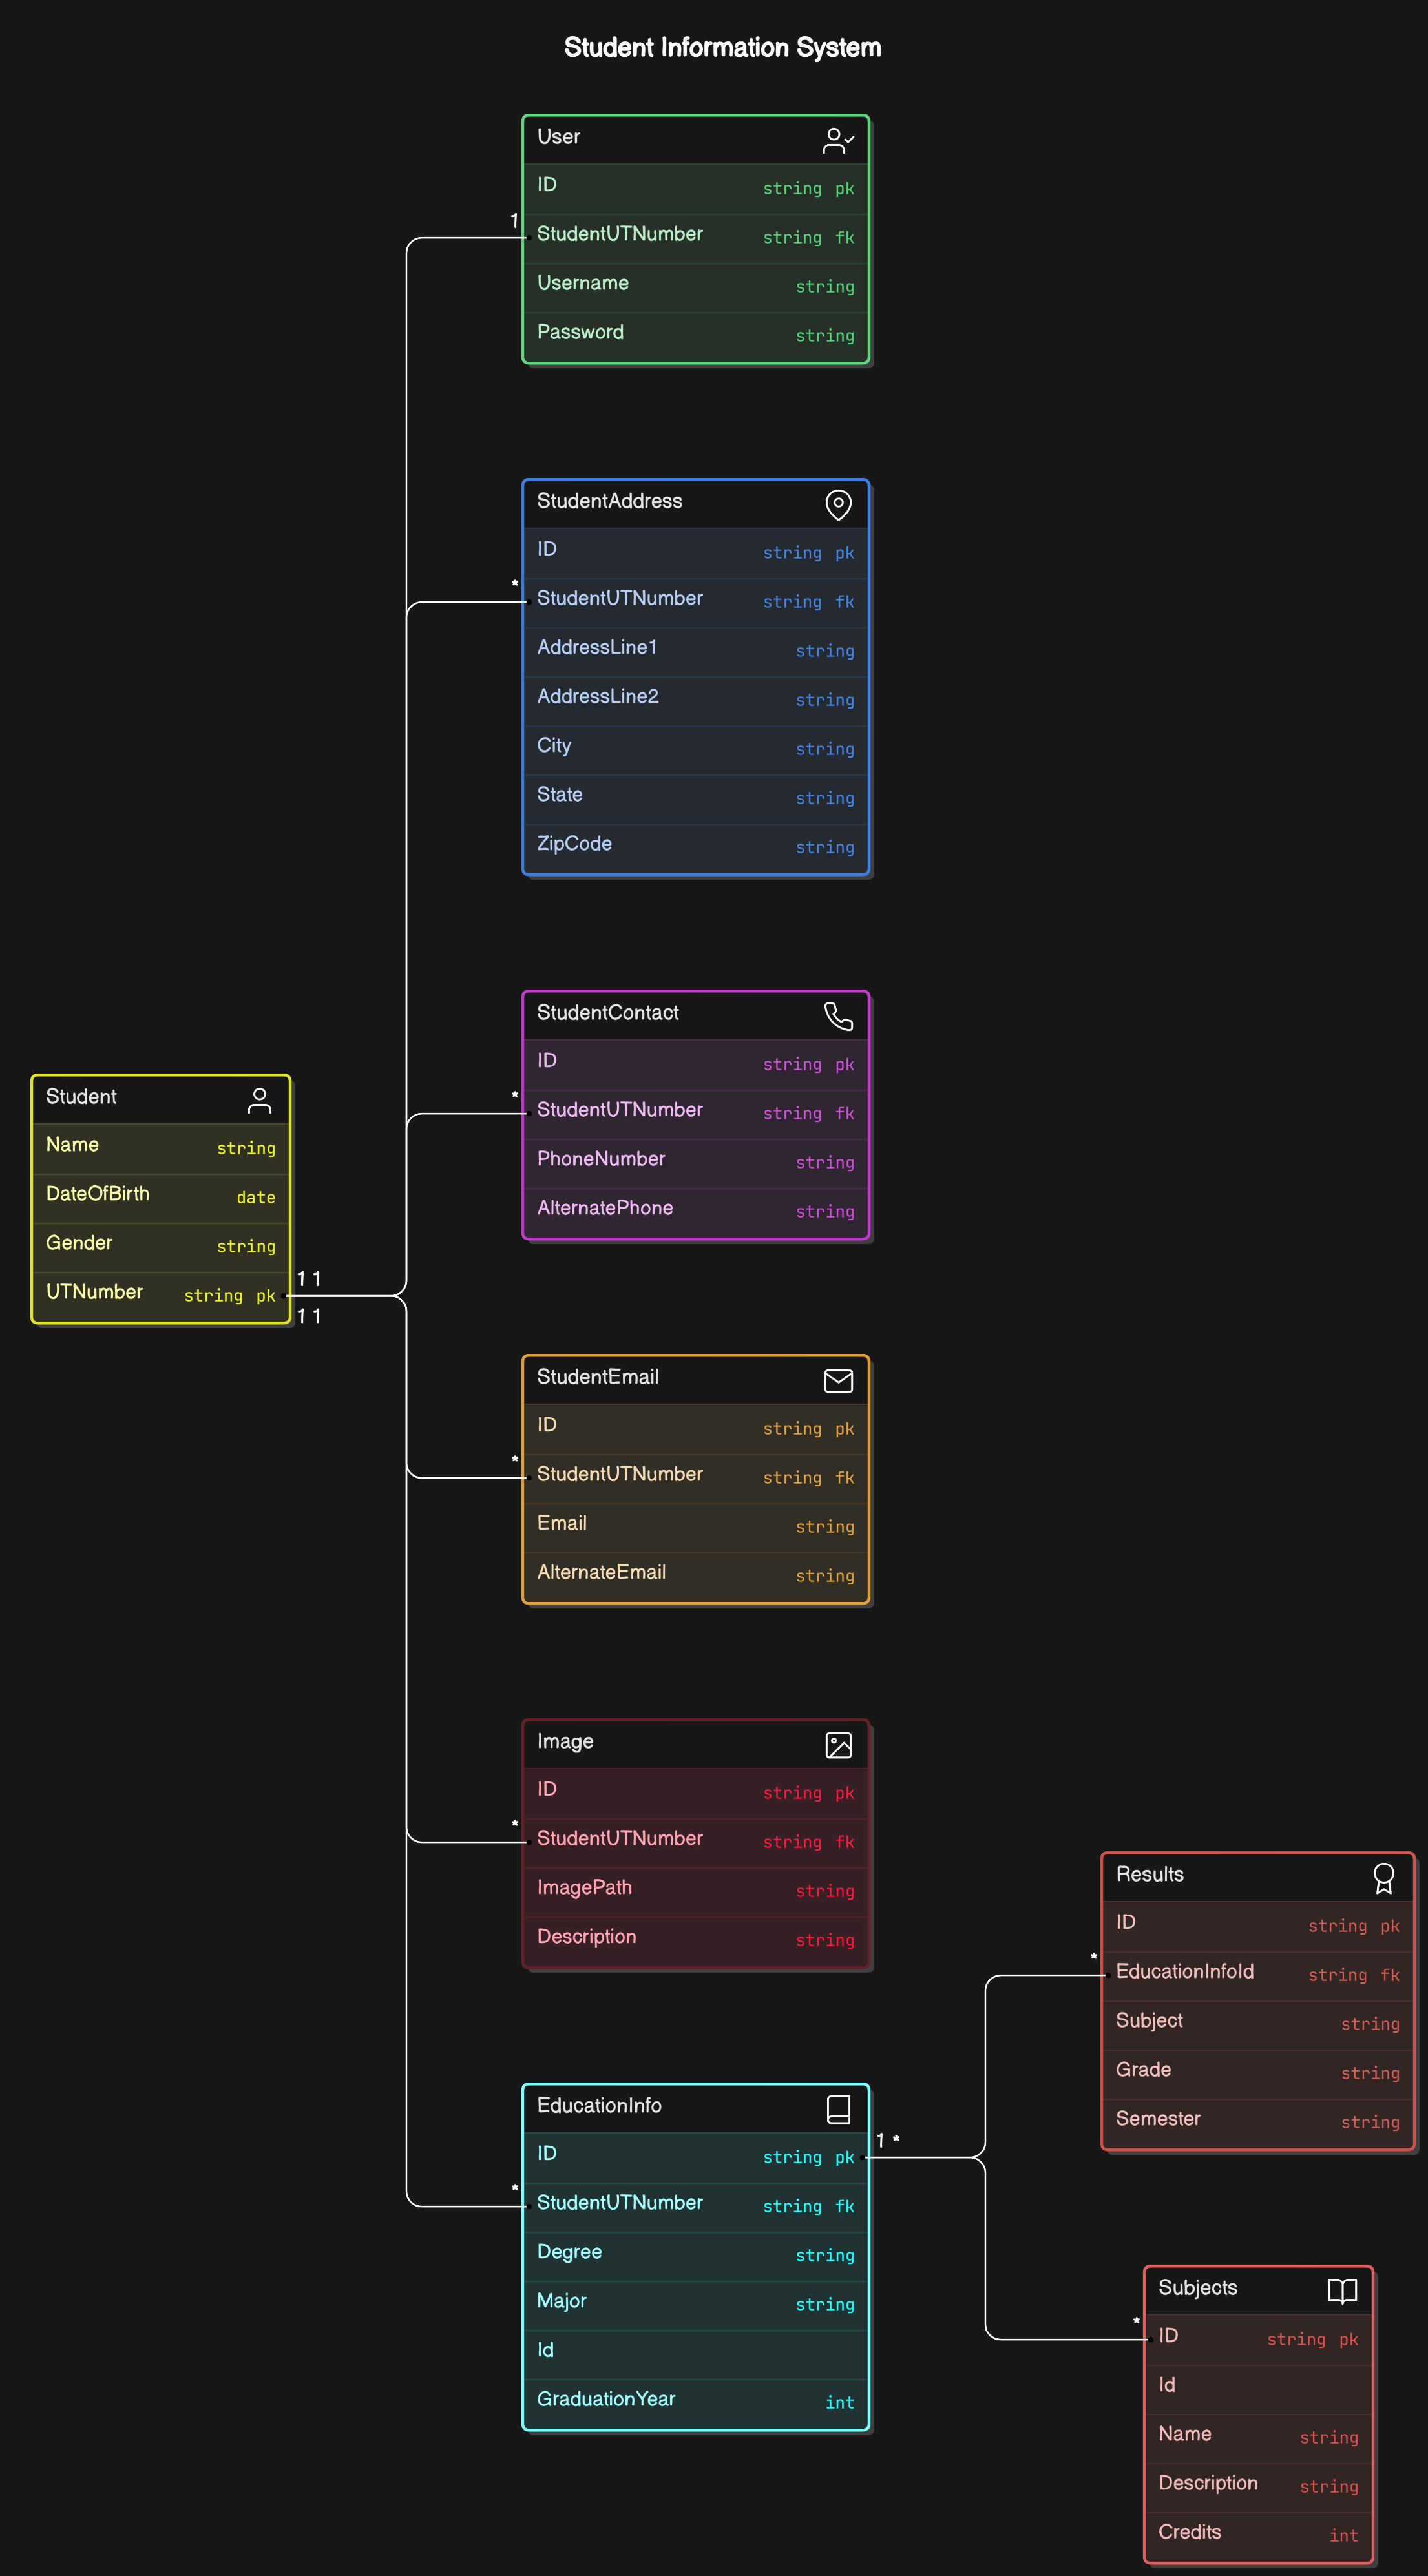 Student Information System
User
ID string pk
1
StudentUTNumber string fk
Username string
Password string
StudentAddress
ID string pk
*
StudentUTNumber string fk
AddressLine1 string
AddressLine2 string
City string
State string
ZipCode string
StudentContact
ID string pk
*
StudentUTNumber string fk
PhoneNumber string
AlternatePhone string
Student
Name string
DateOfBirth date
Gender string
UTNumber string pk
1 1
1 1
StudentEmail
ID string pk
*
StudentUTNumber string fk
Email string
AlternateEmail string
Image
ID string pk
*
StudentUTNumber string fk
ImagePath string
Description string
Results
ID string pk
*
EducationInfoId string fk
Subject string
Grade string
Semester string
EducationInfo
ID string pk
1 *
*
StudentUTNumber string fk
Degree string
Major string
Id
GraduationYear int
Subjects
*
ID string pk
Id
Name string
Description string
Credits int